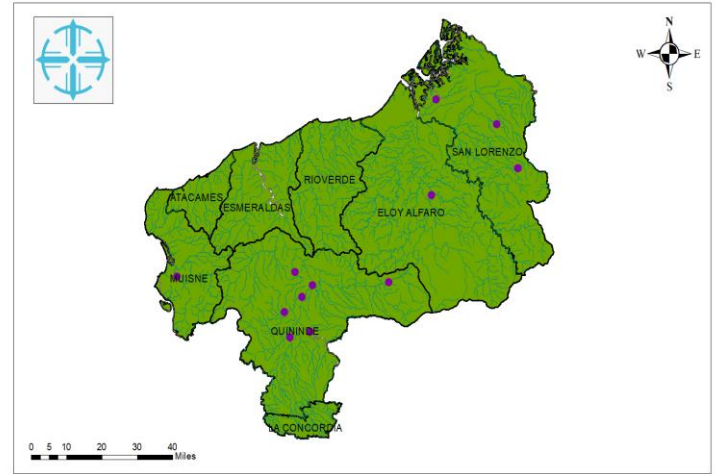 N
W E
S
SAN LORENZO
RIOVERDE
ATACAMES
ESMERALDAS
ELOY ALFARO
MUISNE
QUININDE
LA CONCORDIA
0 5 10 20 30 40
Miles